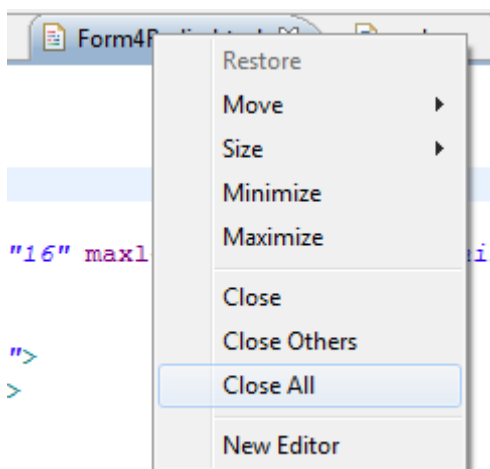 Form4R
Restore
Move
Size
Minimize
Maximize
"16" maxl
Close
Close Others
">
Close All
>
New Editor